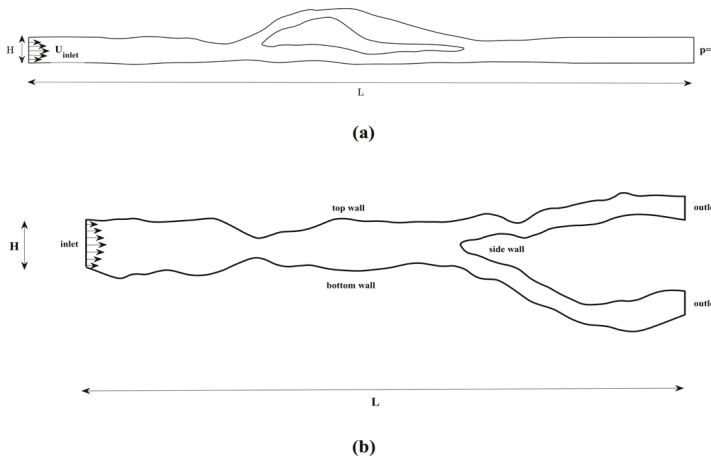 H
U inlet
p=
L
(a)
top wall
outl
H
inlet
side wall
bottom wall
outl
L
(b)